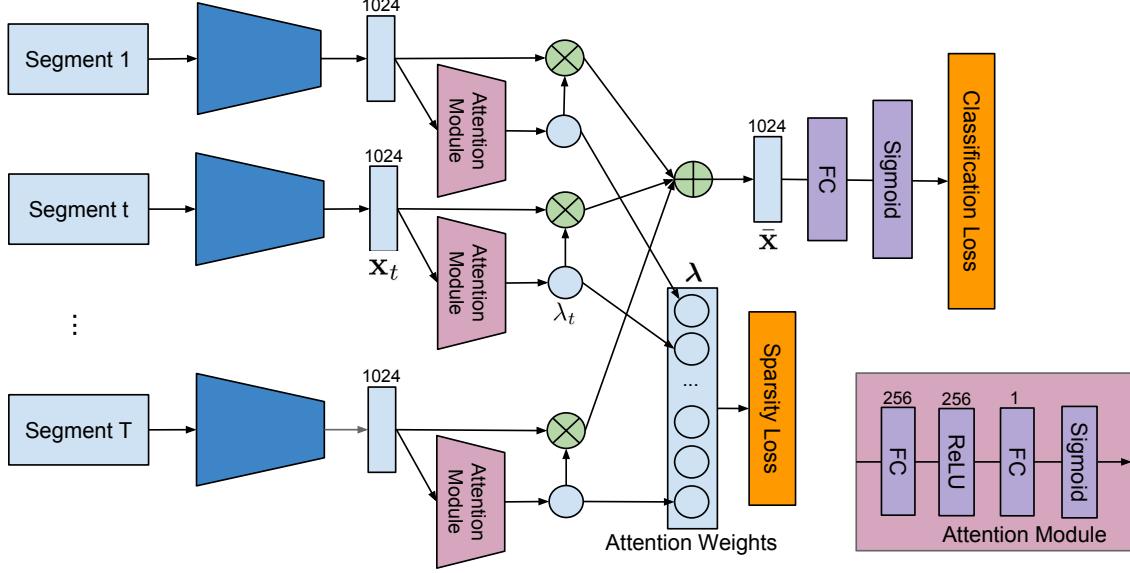 1024
Segment 1
Attention
Module
1024
Segment t
Attention
Module
𝐱ₜ
λₜ
⋮
1024
Segment T
Attention
Module
1024
x̄
FC
Sigmoid
Classification Loss
λ
...
Attention Weights
Sparsity Loss
256
256
1
FC
ReLU
FC
Sigmoid
Attention Module